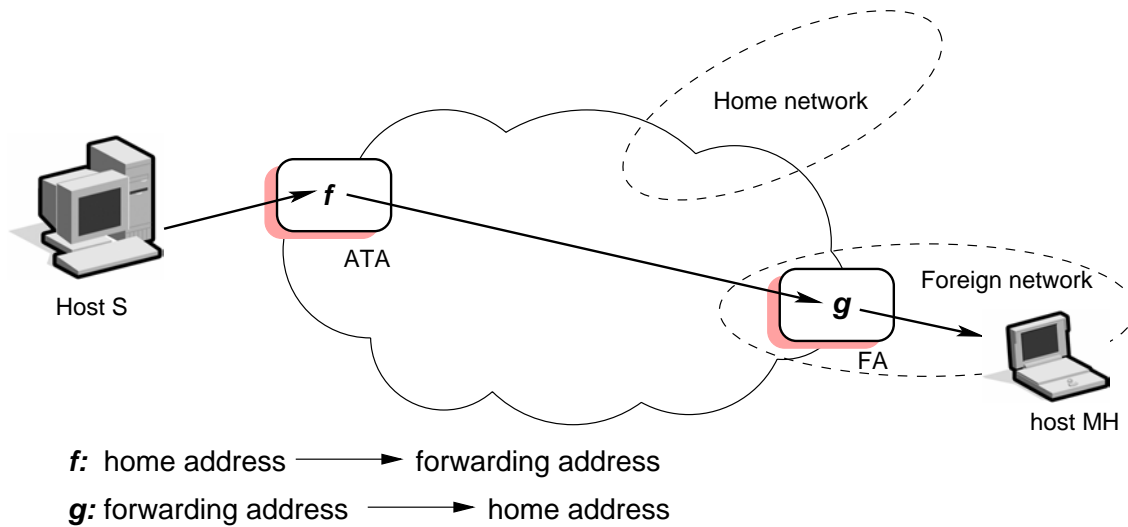 Home network
f
ATA
Host S
Foreign network
g
FA
host MH
f: home address forwarding address
g: forwarding address home address